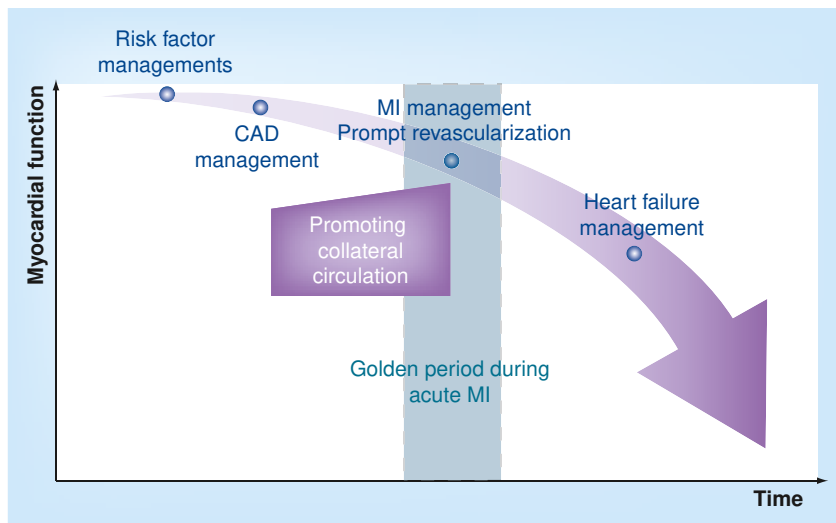 Risk factor
managements
CAD
management
MI management
Prompt revascularization
Heart failure
management
Promoting
collateral
circulation
Golden period during
acute MI
Myocardial function
Time